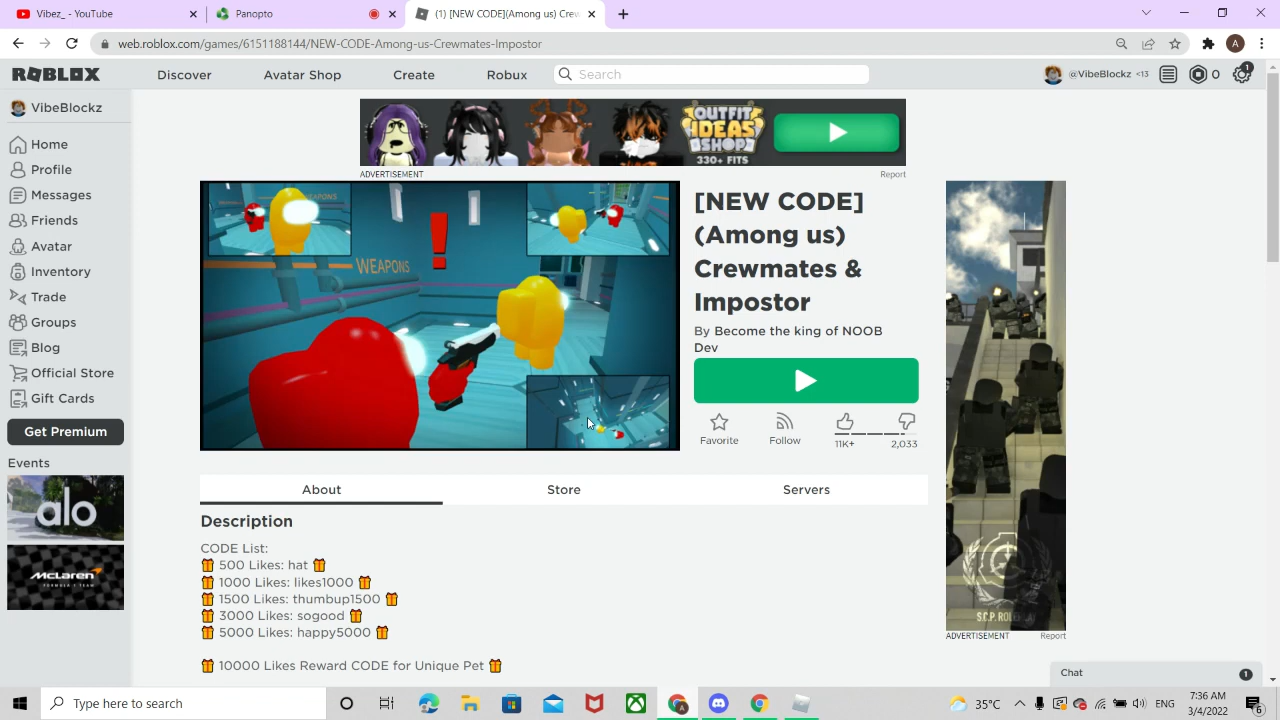 Vibez - YouTube
Panopto
(1) [NEW CODE](Among us) Crew
web.roblox.com/games/6151188144/NEW-CODE-Among-us-Crewmates-Impostor
A
ROBLOX
Discover
Avatar Shop
Create
Robux
Search
@VibeBlockz <13
0
1
VibeBlockz
Home
Profile
Messages
Friends
Avatar
Inventory
Trade
Groups
Blog
Official Store
Gift Cards
Get Premium
Events
alo
McLaren
FORMULA 1 TEAM
OUTFIT
IDEAS
SHOP
330+ FITS
ADVERTISEMENT
Report
WEAPONS
[NEW CODE]
(Among us)
Crewmates &
Impostor
By Become the king of NOOB
Dev
Favorite
Follow
11K+
2,033
About
Store
Servers
Description
CODE List:
🎁 500 Likes: hat 🎁
🎁 1000 Likes: likes1000 🎁
🎁 1500 Likes: thumbup1500 🎁
🎁 3000 Likes: sogood 🎁
🎁 5000 Likes: happy5000 🎁
🎁 10000 Likes Reward CODE for Unique Pet 🎁
ADVERTISEMENT
Report
Chat
1
Type here to search
35°C
ENG
7:36 AM
3/4/2022
6